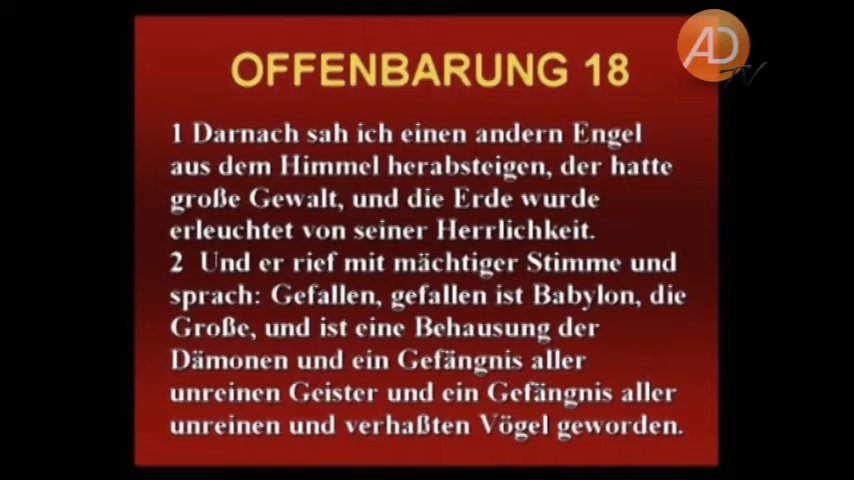 OFFENBARUNG 18
AD
TV
1 Darnach sah ich einen andern Engel
aus dem Himmel herabsteigen, der hatte
große Gewalt, und die Erde wurde
erleuchtet von seiner Herrlichkeit.
2 Und er rief mit mächtiger Stimme und
sprach: Gefallen, gefallen ist Babylon, die
Große, und ist eine Behausung der
Dämonen und ein Gefängnis aller
unreinen Geister und ein Gefängnis aller
unreinen und verhaßten Vögel geworden.